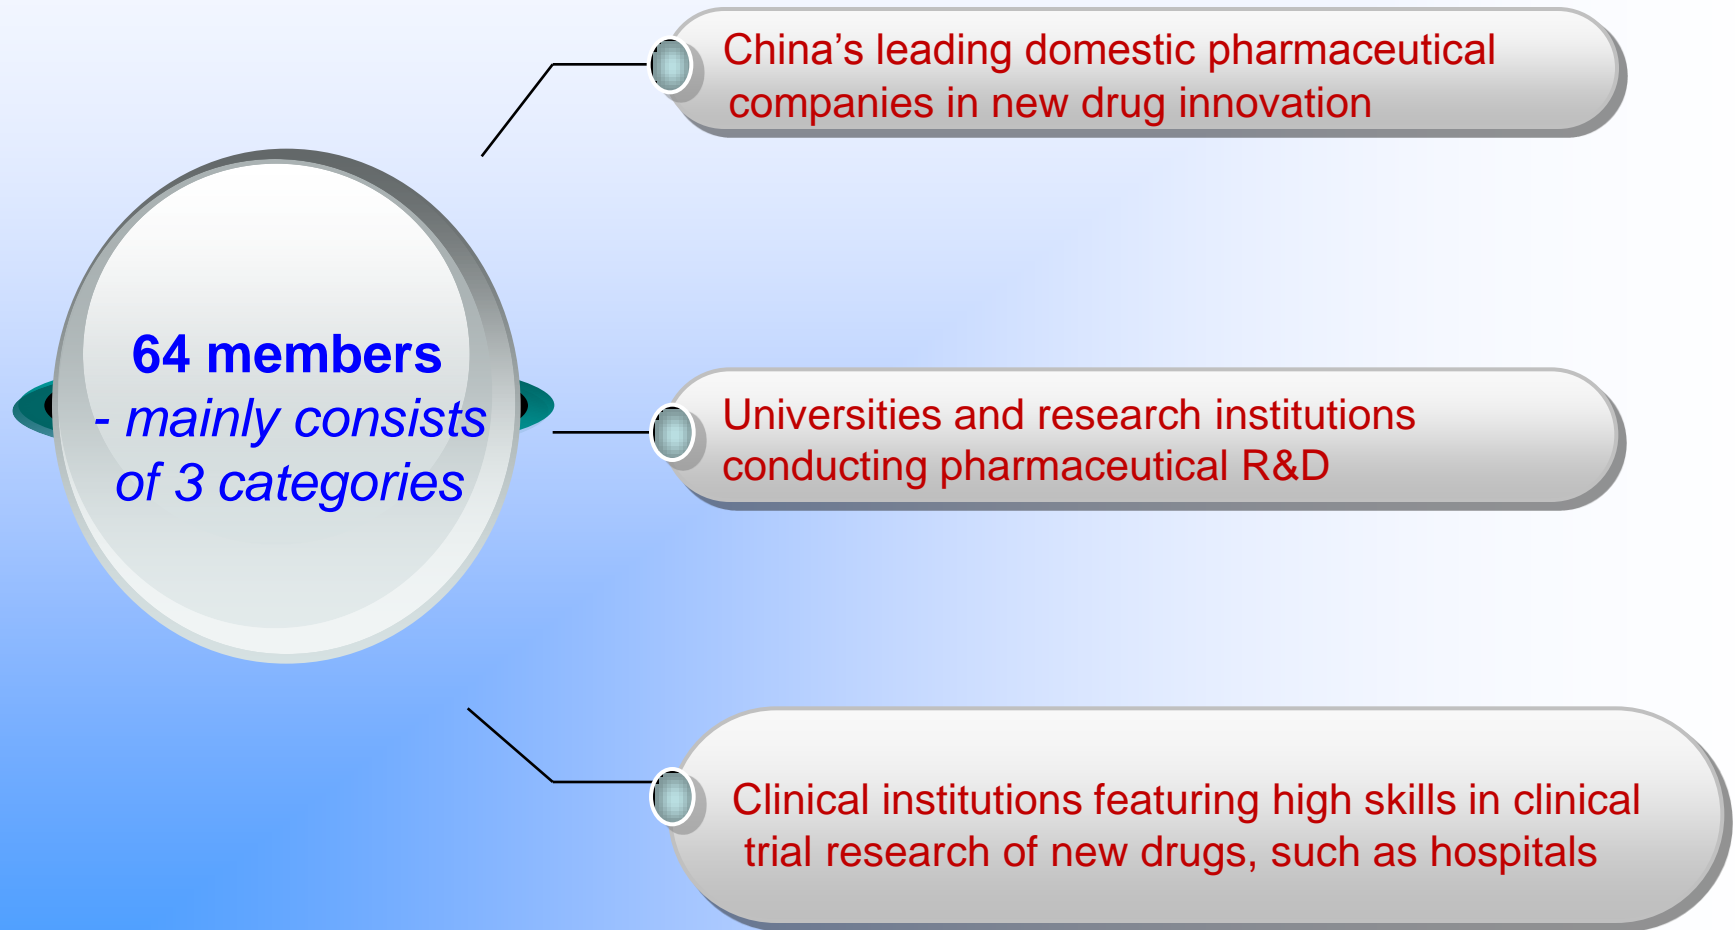 64 members
- mainly consists
of 3 categories
China’s leading domestic pharmaceutical
companies in new drug innovation
Universities and research institutions
conducting pharmaceutical R&D
Clinical institutions featuring high skills in clinical
trial research of new drugs, such as hospitals